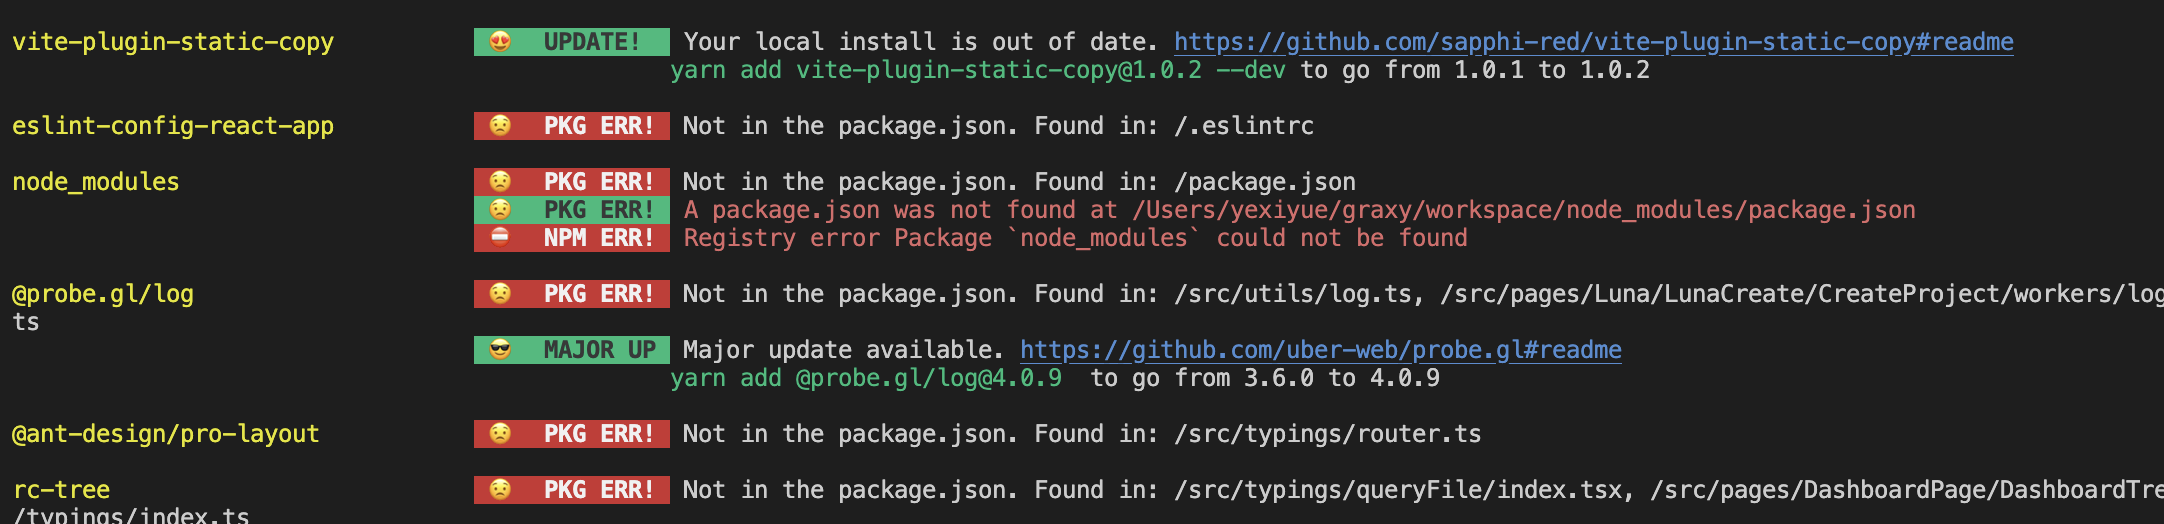 vite-plugin-static-copy 😍 UPDATE! Your local install is out of date. https://github.com/sapphi-red/vite-plugin-static-copy#readme
yarn add vite-plugin-static-copy@1.0.2 --dev to go from 1.0.1 to 1.0.2
eslint-config-react-app 😟 PKG ERR! Not in the package.json. Found in: /.eslintrc
node_modules 😟 PKG ERR! Not in the package.json. Found in: /package.json
😟 PKG ERR! A package.json was not found at /Users/yexiyue/graxy/workspace/node_modules/package.json
⛔ NPM ERR! Registry error Package `node_modules` could not be found
@probe.gl/log 😟 PKG ERR! Not in the package.json. Found in: /src/utils/log.ts, /src/pages/Luna/LunaCreate/CreateProject/workers/log
ts
😎 MAJOR UP Major update available. https://github.com/uber-web/probe.gl#readme
yarn add @probe.gl/log@4.0.9 to go from 3.6.0 to 4.0.9
@ant-design/pro-layout 😟 PKG ERR! Not in the package.json. Found in: /src/typings/router.ts
rc-tree 😟 PKG ERR! Not in the package.json. Found in: /src/typings/queryFile/index.tsx, /src/pages/DashboardPage/DashboardTre
/typings/index.ts